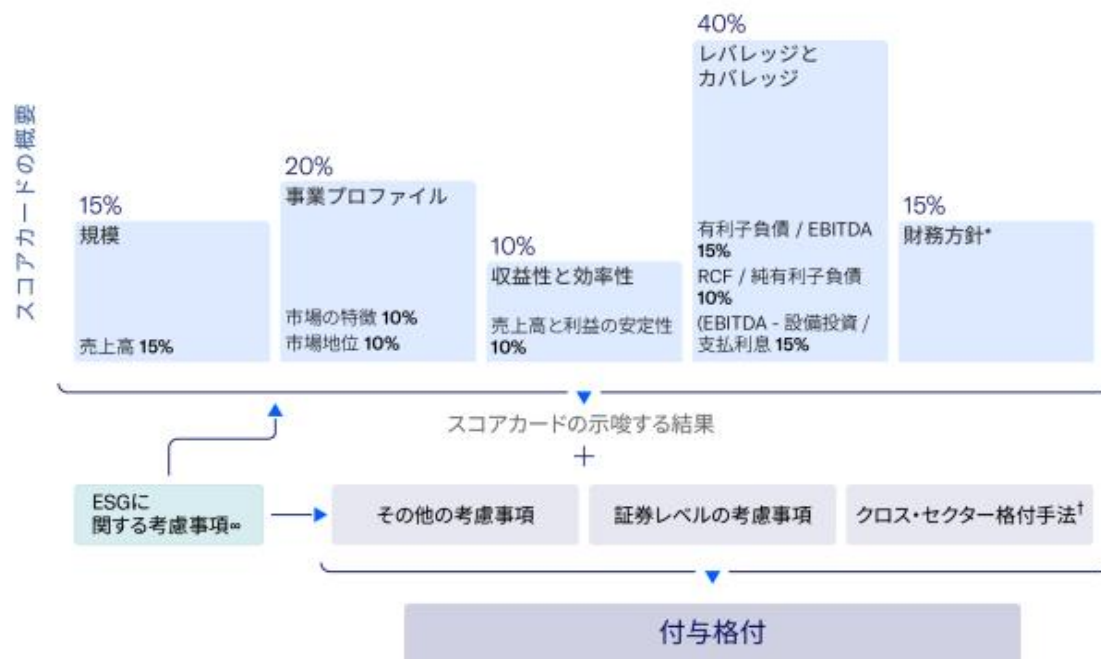 スコアカードの概要
15%
規模
売上高 15%
20%
事業プロファイル
市場の特徴 10%
市場地位 10%
10%
収益性と効率性
売上高と利益の安定性
10%
40%
レバレッジと
カバレッジ
有利子負債 / EBITDA
15%
RCF / 純有利子負債
10%
(EBITDA - 設備投資 /
支払利息 15%
15%
財務方針*
スコアカードの示唆する結果
+
ESGに
関する考慮事項∞
その他の考慮事項
証券レベルの考慮事項
クロス・セクター格付手法†
付与格付